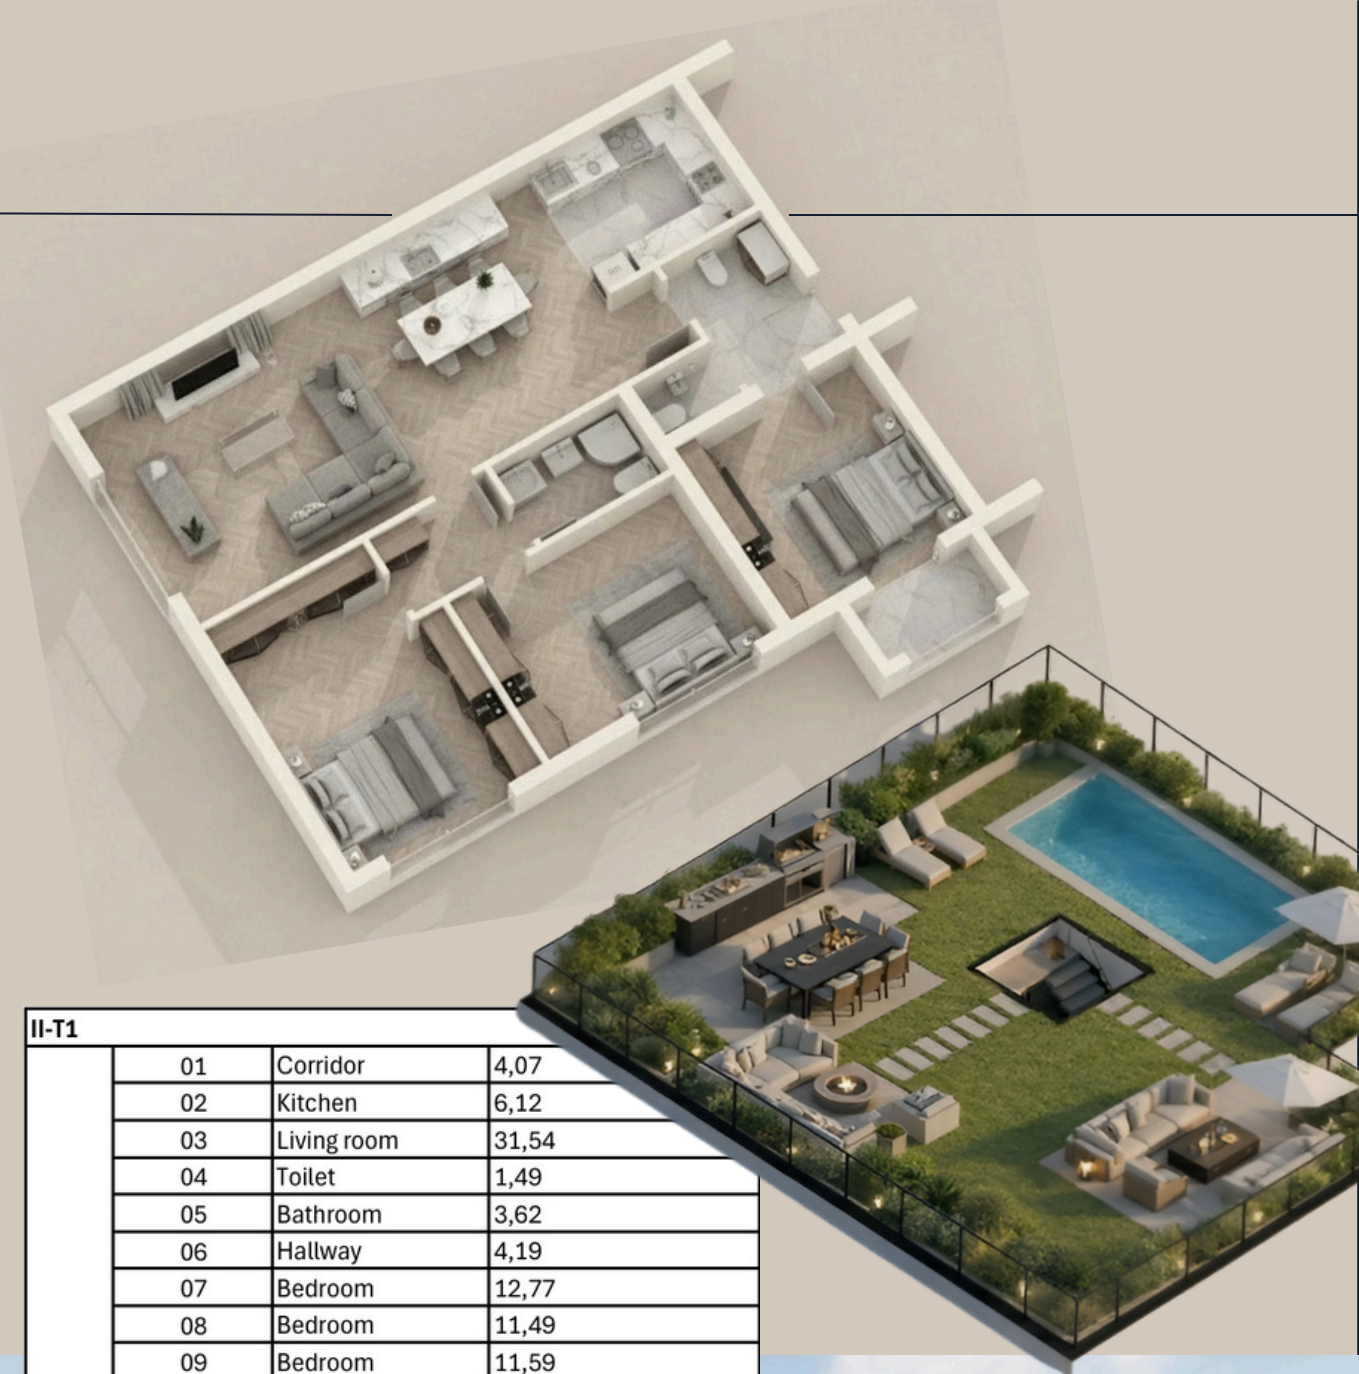 II-T1
01 Corridor 4,07
02 Kitchen 6,12
03 Living room 31,54
04 Toilet 1,49
05 Bathroom 3,62
06 Hallway 4,19
07 Bedroom 12,77
08 Bedroom 11,49
09 Bedroom 11,59